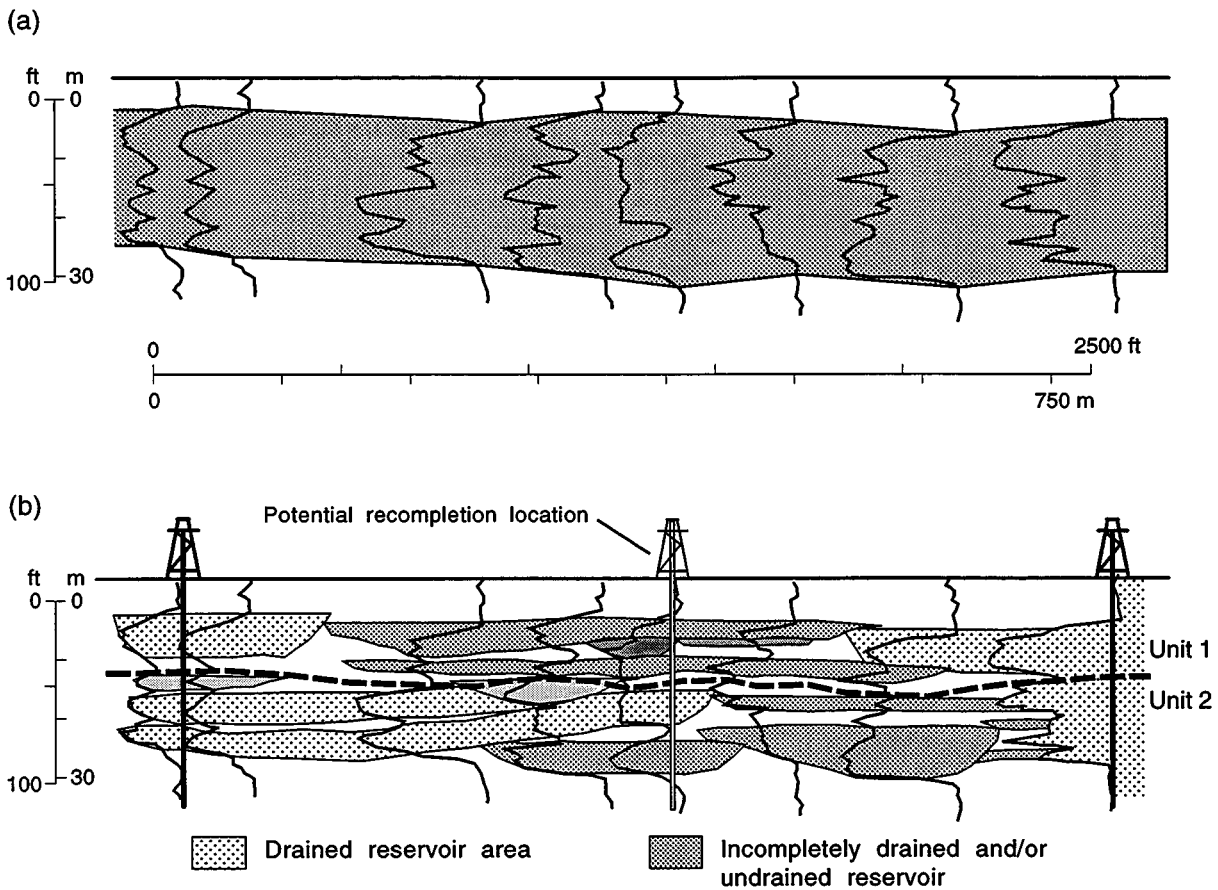 (a)
ft m
0 0
100 30
0 2500 ft
0 750 m
(b)
Potential recompletion location
ft m
0 0
Unit 1
Unit 2
100 30
Drained reservoir area
Incompletely drained and/or
undrained reservoir